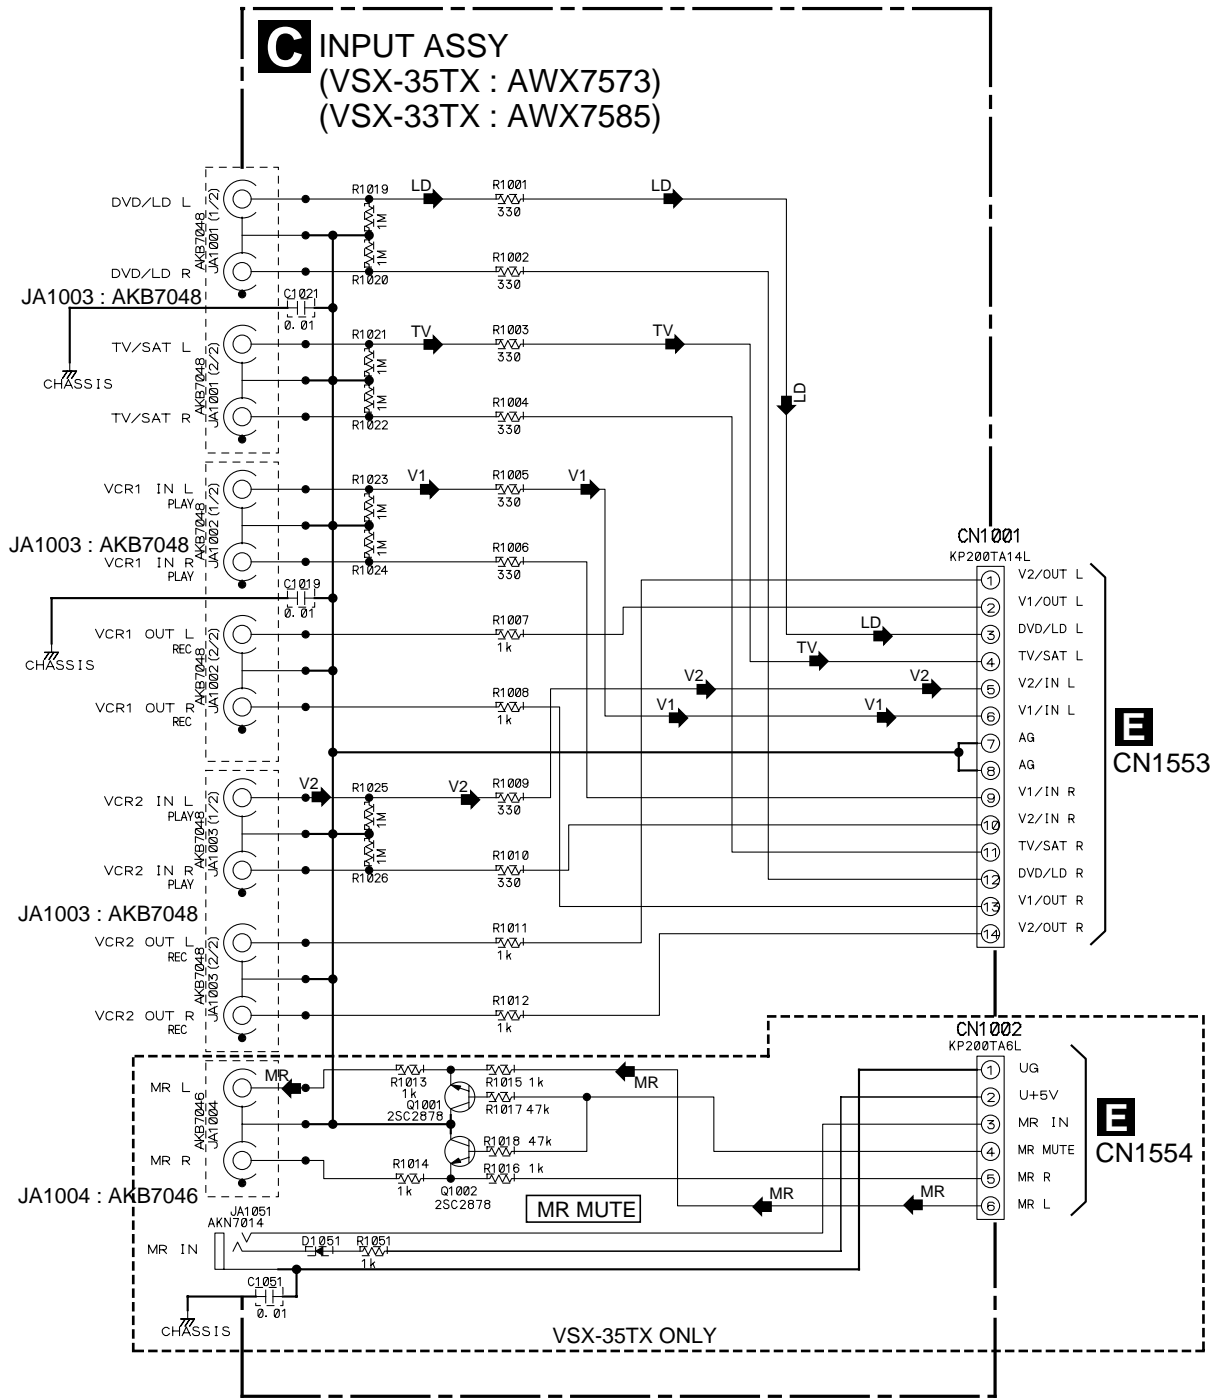 C INPUT ASSY
(VSX-35TX : AWX7573)
(VSX-33TX : AWX7585)
DVD/LD L
AKB7048
JA1001 (1/2)
R1019
1M
LD
R1001
330
LD
DVD/LD R
1M
R1020
R1002
330
JA1003 : AKB7048
C1021
0.01
CHASSIS
TV/SAT L
AKB7048
JA1001 (2/2)
R1021
1M
TV
R1003
330
TV
LD
TV/SAT R
1M
R1022
R1004
330
VCR1 IN L
PLAY
AKB7048
JA1002 (1/2)
R1023
1M
V1
R1005
330
V1
JA1003 : AKB7048
VCR1 IN R
PLAY
1M
R1024
R1006
330
C1019
0.01
CHASSIS
VCR1 OUT L
REC
AKB7048
JA1002 (2/2)
R1007
1k
VCR1 OUT R
REC
R1008
1k
CN1001
KP200TA14L
1 V2/OUT L
2 V1/OUT L
LD
3 DVD/LD L
TV
4 TV/SAT L
V2
V2
5 V2/IN L
V1
V1
6 V1/IN L
7 AG
8 AG
9 V1/IN R
10 V2/IN R
11 TV/SAT R
12 DVD/LD R
13 V1/OUT R
14 V2/OUT R
E
CN1553
VCR2 IN L
PLAY
AKB7048
JA1003 (1/2)
V2
R1025
1M
V2
R1009
330
VCR2 IN R
PLAY
1M
R1026
R1010
330
JA1003 : AKB7048
VCR2 OUT L
REC
AKB7048
JA1003 (2/2)
R1011
1k
VCR2 OUT R
REC
R1012
1k
CN1002
KP200TA6L
1 UG
2 U+5V
3 MR IN
4 MR MUTE
5 MR R
6 MR L
E
CN1554
MR L
AKB7046
JA1004
MR
R1013
1k
R1015 1k
MR
Q1001
2SC2878
R1017 47k
R1018 47k
MR R
R1014
1k
R1016 1k
Q1002
2SC2878
MR MUTE
MR
MR
JA1004 : AKB7046
JA1051
AKN7014
MR IN
D1051
R1051
1k
C1051
0.01
CHASSIS
VSX-35TX ONLY